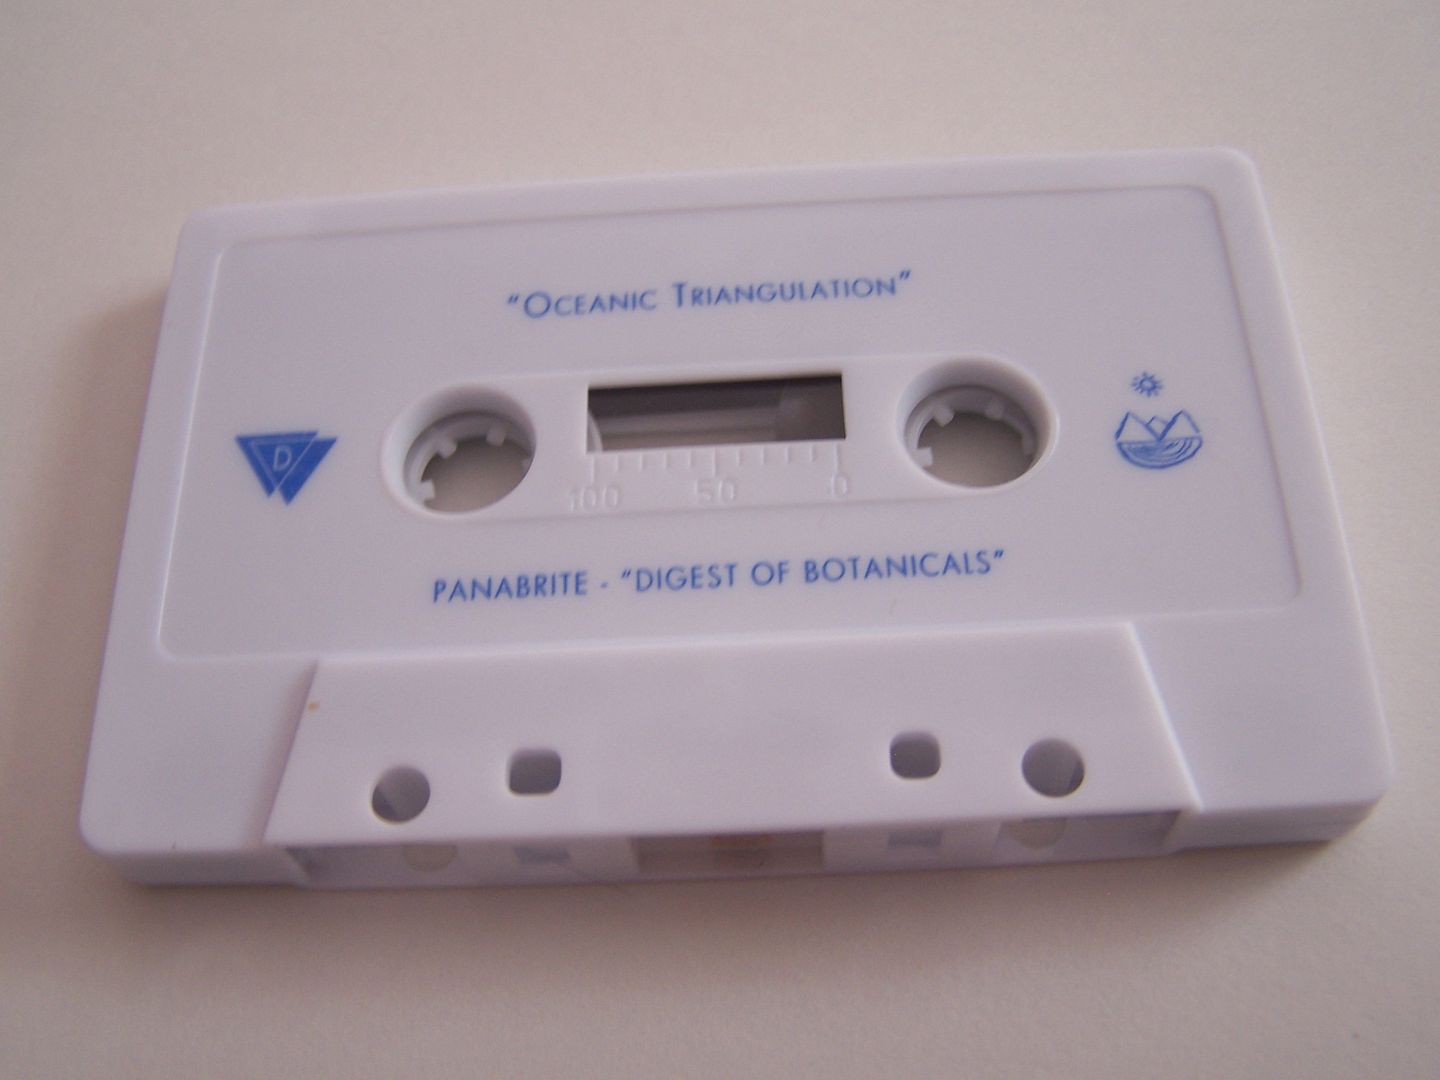 "OCEANIC TRIANGULATION"
D
100 50 0
PANABRITE - "DIGEST OF BOTANICALS"